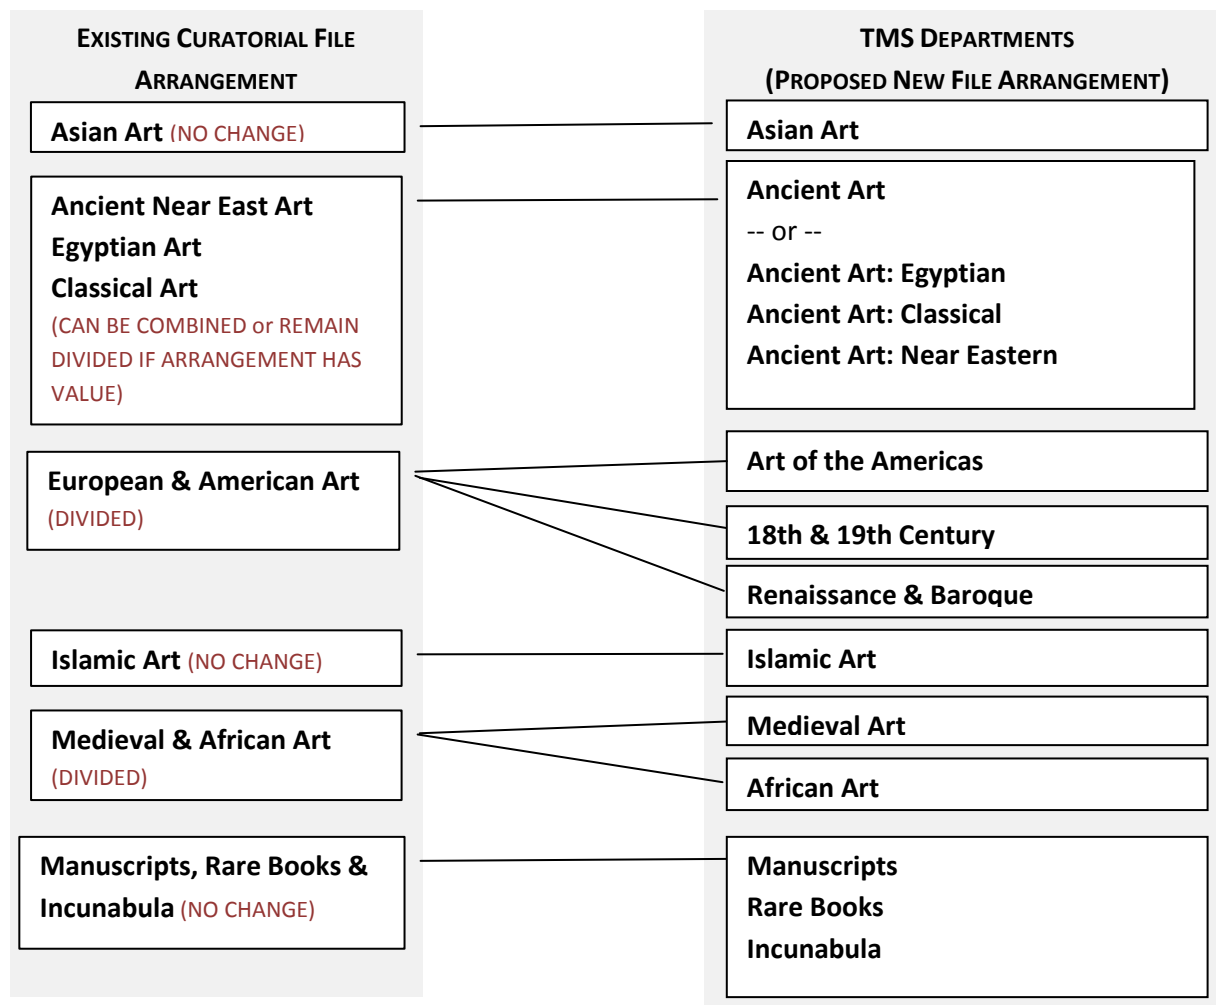 EXISTING CURATORIAL FILE
ARRANGEMENT
Asian Art (NO CHANGE)
Ancient Near East Art
Egyptian Art
Classical Art
(CAN BE COMBINED or REMAIN
DIVIDED IF ARRANGEMENT HAS
VALUE)
European & American Art
(DIVIDED)
Islamic Art (NO CHANGE)
Medieval & African Art
(DIVIDED)
Manuscripts, Rare Books &
Incunabula (NO CHANGE)
TMS DEPARTMENTS
(PROPOSED NEW FILE ARRANGEMENT)
Asian Art
Ancient Art
-- or --
Ancient Art: Egyptian
Ancient Art: Classical
Ancient Art: Near Eastern
Art of the Americas
18th & 19th Century
Renaissance & Baroque
Islamic Art
Medieval Art
African Art
Manuscripts
Rare Books
Incunabula